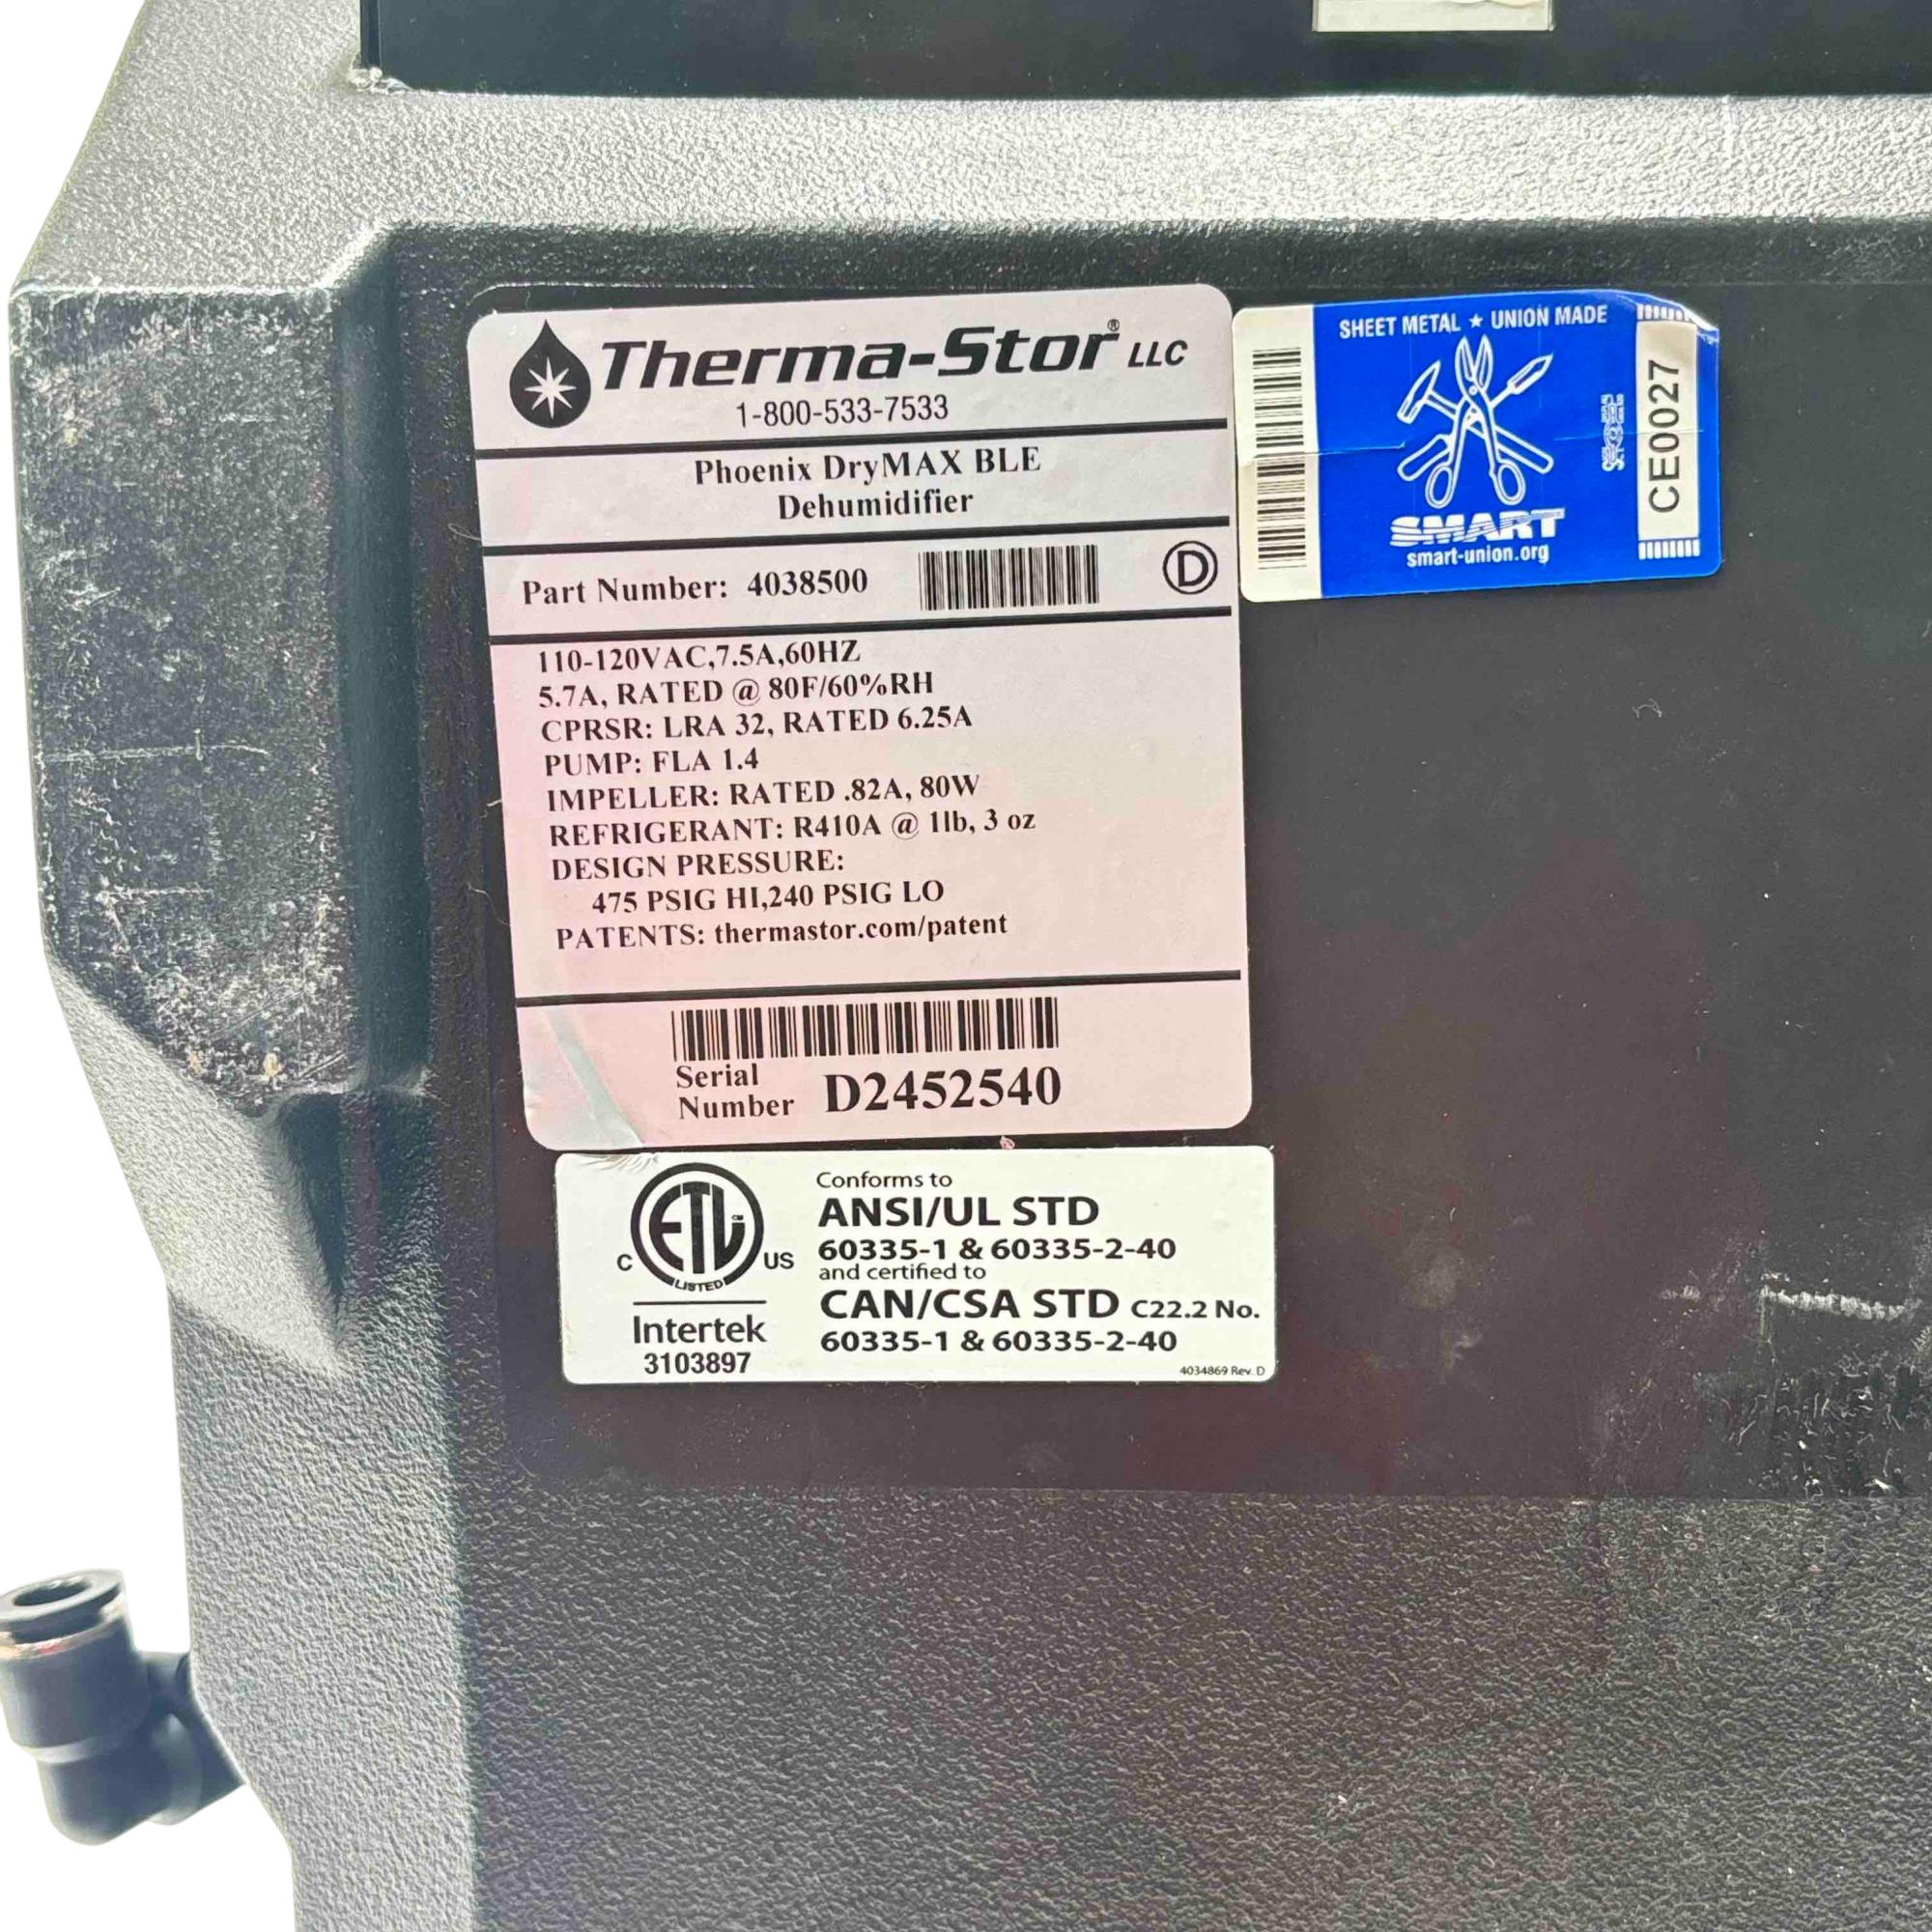 Therma-Stor® LLC
1-800-533-7533
Phoenix DryMAX BLE
Dehumidifier
Part Number: 4038500
D
110-120VAC,7.5A,60HZ
5.7A, RATED @ 80F/60%RH
CPRSR: LRA 32, RATED 6.25A
PUMP: FLA 1.4
IMPELLER: RATED .82A, 80W
REFRIGERANT: R410A @ 1lb, 3 oz
DESIGN PRESSURE:
475 PSIG HI,240 PSIG LO
PATENTS: thermastor.com/patent
Serial
Number D2452540
SHEET METAL ★ UNION MADE
SMART
smart-union.org
CE0027
ETL
LISTED
C US
Intertek
3103897
Conforms to
ANSI/UL STD
60335-1 & 60335-2-40
and certified to
CAN/CSA STD C22.2 No.
60335-1 & 60335-2-40
4034869 Rev. D